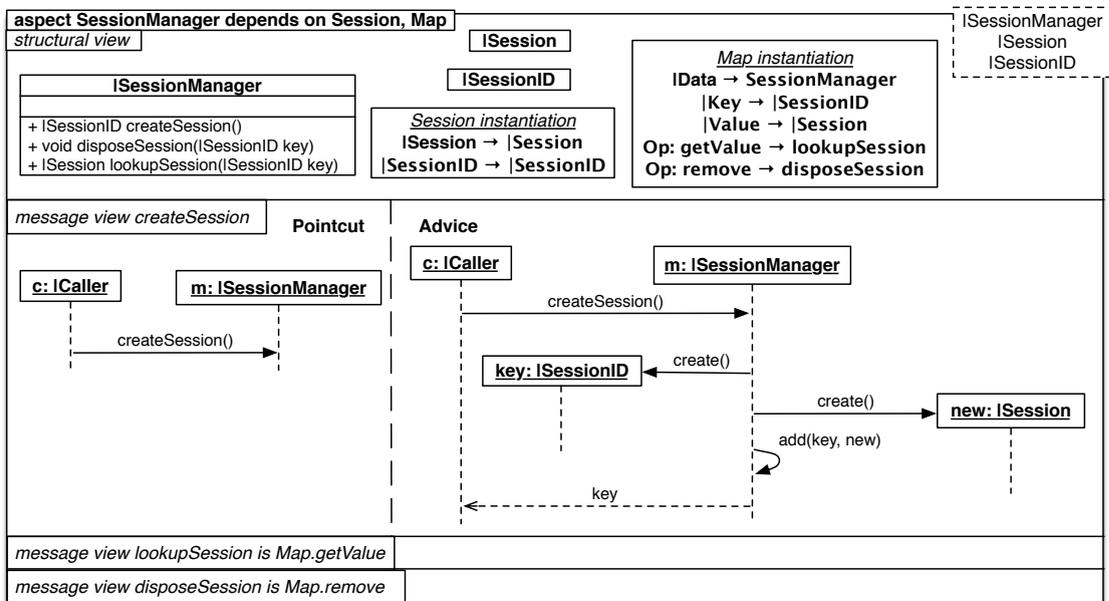 aspect SessionManager depends on Session, Map
structural view
|SessionManager
|Session
|SessionID
|Session
|SessionID
|SessionManager
+ |SessionID createSession()
+ void disposeSession(|SessionID key)
+ |Session lookupSession(|SessionID key)
Session instantiation
|Session → |Session
|SessionID → |SessionID
Map instantiation
|Data → SessionManager
|Key → |SessionID
|Value → |Session
Op: getValue → lookupSession
Op: remove → disposeSession
message view createSession
Pointcut
c: |Caller
m: |SessionManager
createSession()
Advice
c: |Caller
m: |SessionManager
createSession()
key: |SessionID
create()
create()
new: |Session
add(key, new)
key
message view lookupSession is Map.getValue
message view disposeSession is Map.remove